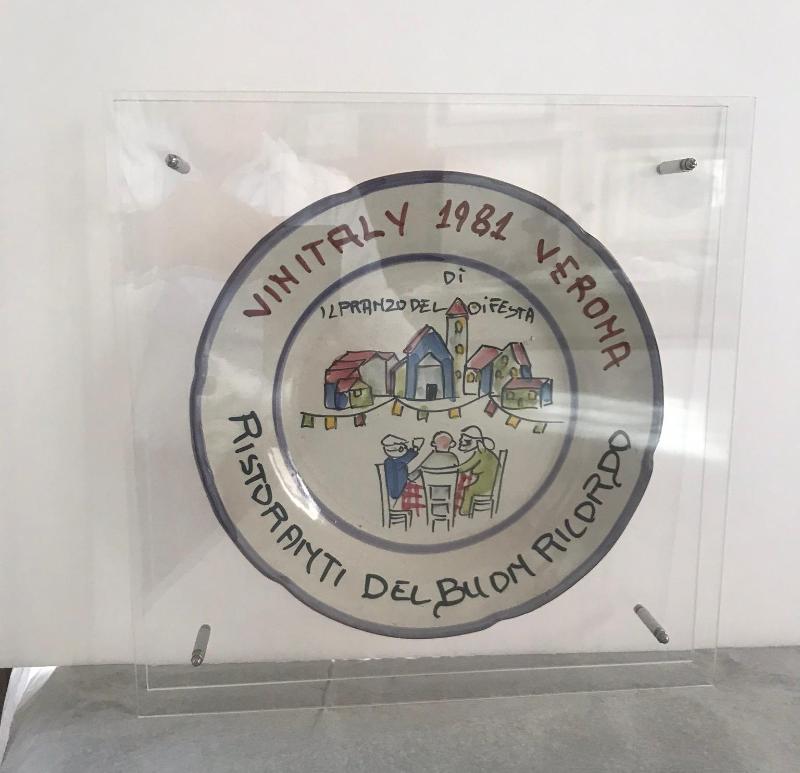 VINITALY 1981 VERONA
DI
IL PRANZO DEL DI FESTA
RISTORANTI DEL BUON RICORDO